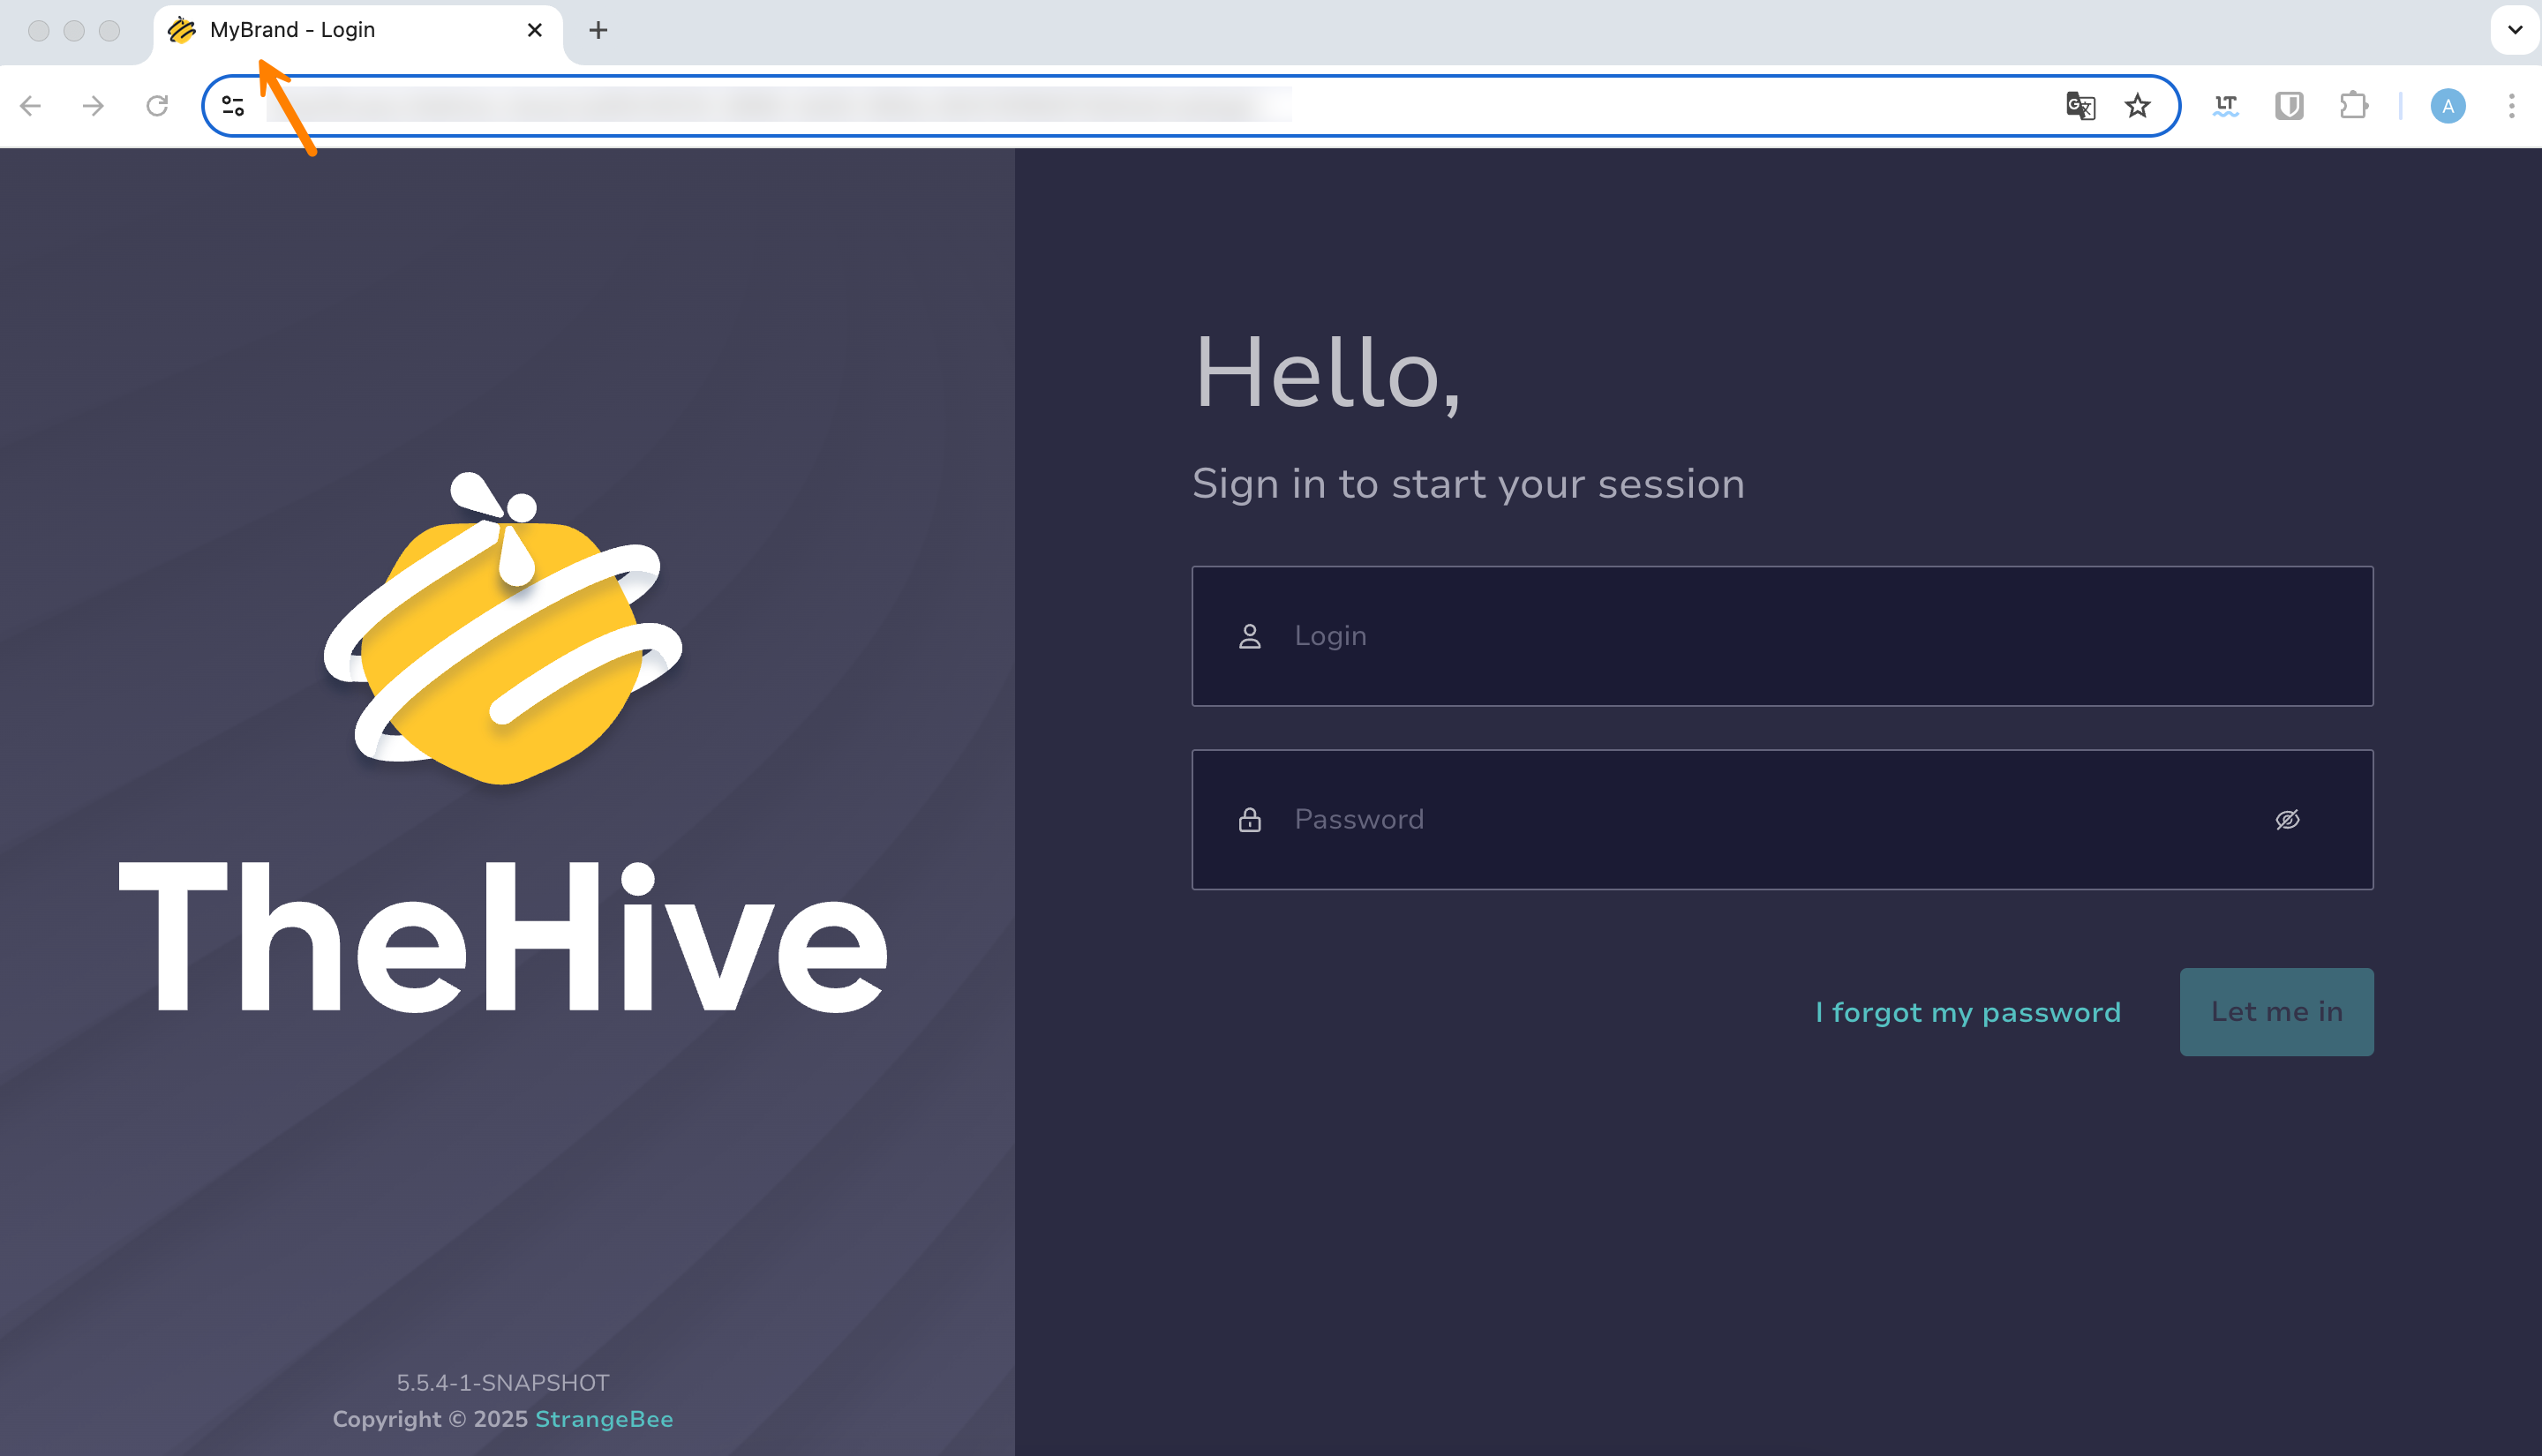 MyBrand - Login
A
Hello,
Sign in to start your session
Login
Password
I forgot my password
Let me in
TheHive
5.5.4-1-SNAPSHOT
Copyright © 2025 StrangeBee